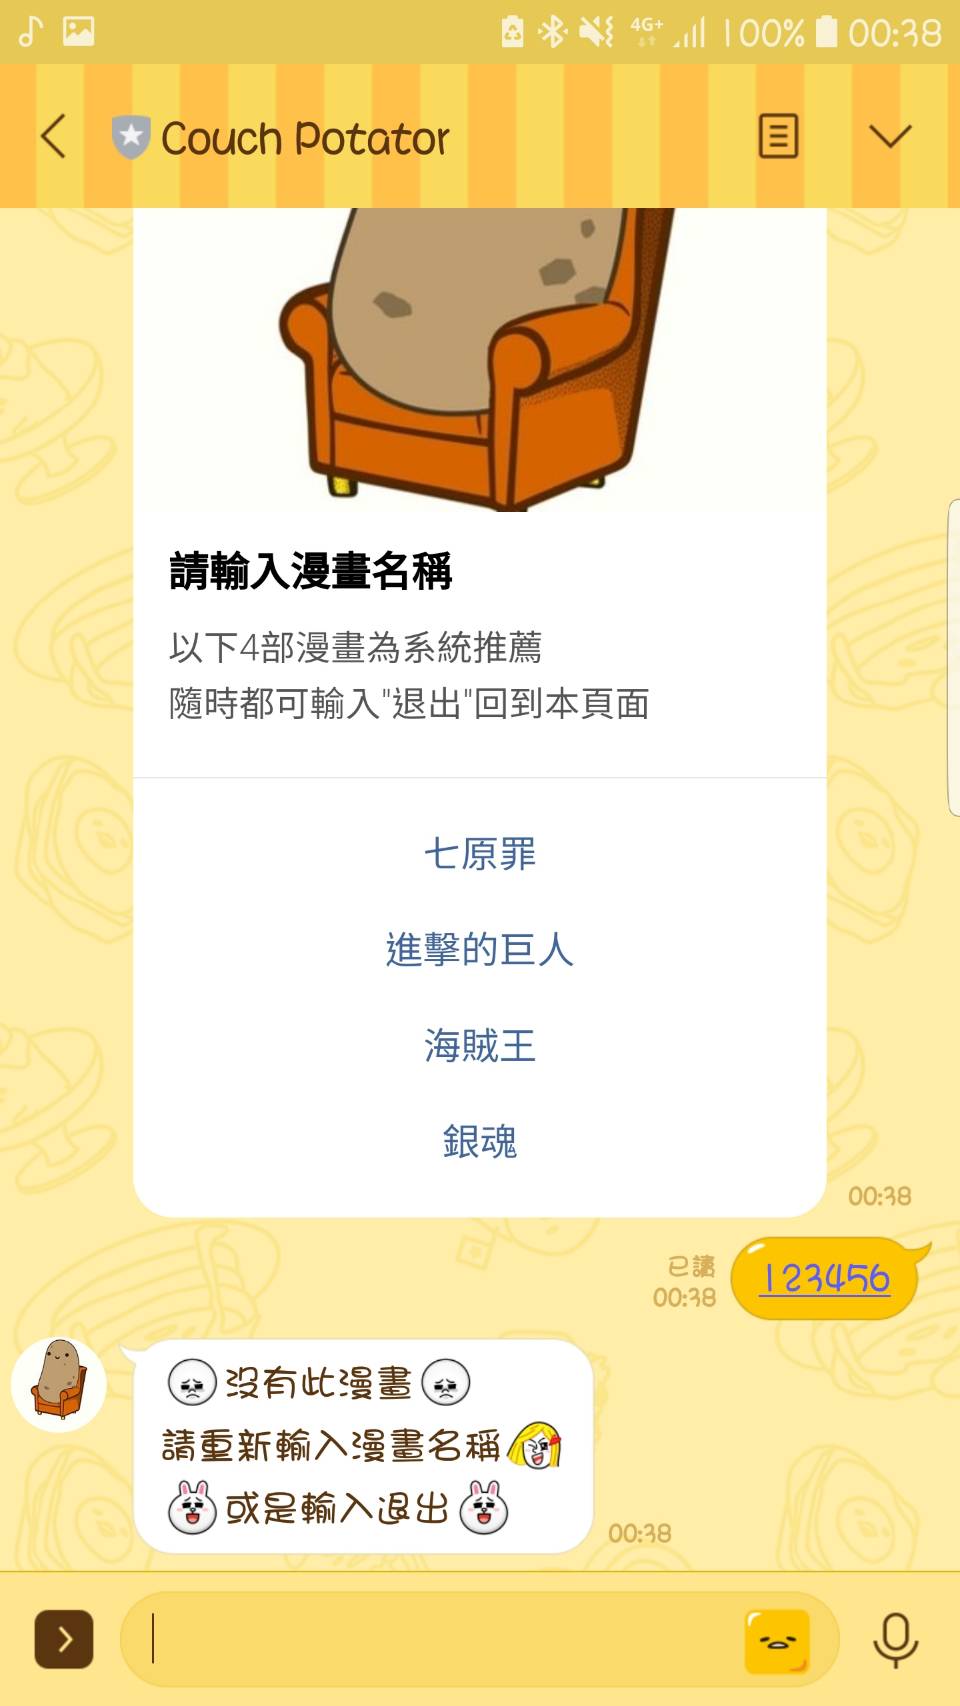 4G+ 100% 00:38
Couch Potator
請輸入漫畫名稱
以下4部漫畫為系統推薦
隨時都可輸入"退出"回到本頁面
七原罪
進擊的巨人
海賊王
銀魂
00:38
已讀
00:38
123456
沒有此漫畫
請重新輸入漫畫名稱
或是輸入退出
00:38